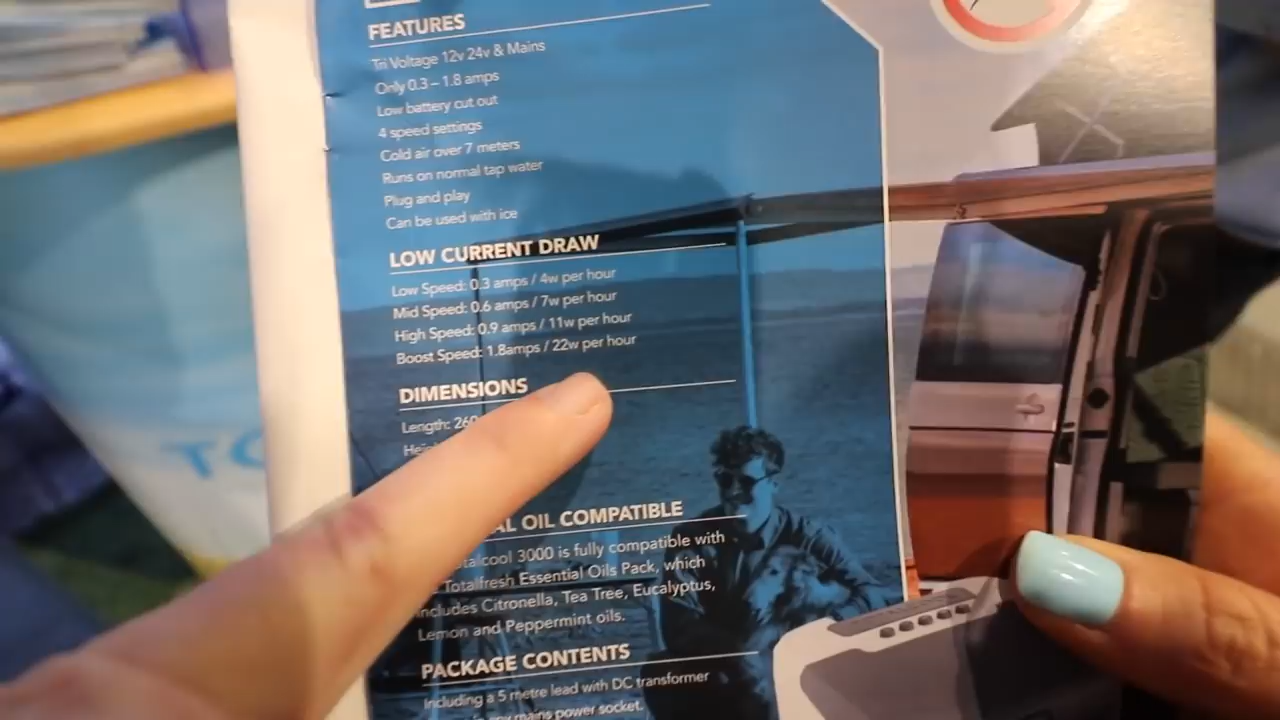 FEATURES
Tri Voltage 12v 24v & Mains
Only 0.3 – 1.8 amps
Low battery cut out
4 speed settings
Cold air over 7 meters
Runs on normal tap water
Plug and play
Can be used with ice
LOW CURRENT DRAW
Low Speed: 0.3 amps / 4w per hour
Mid Speed: 0.6 amps / 7w per hour
High Speed: 0.9 amps / 11w per hour
Boost Speed: 1.8amps / 22w per hour
DIMENSIONS
Length: 260
OIL COMPATIBLE
3000 is fully compatible with
Totalfresh Essential Oils Pack, which
includes Citronella, Tea Tree, Eucalyptus,
Lemon and Peppermint oils.
PACKAGE CONTENTS
Including a 5 metre lead with DC transformer
mains power socket.